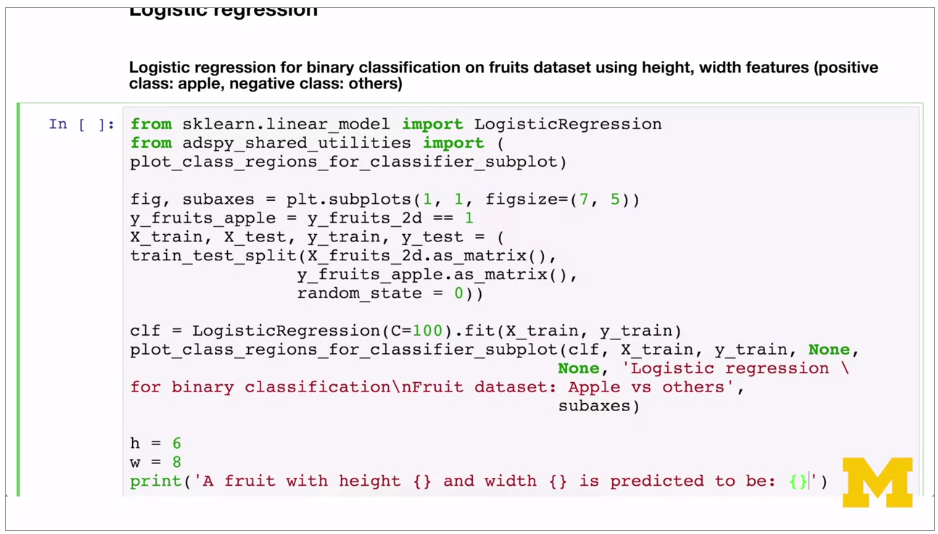 Logistic regression
Logistic regression for binary classification on fruits dataset using height, width features (positive
class: apple, negative class: others)
In [ ]: from sklearn.linear_model import LogisticRegression
from adspy_shared_utilities import (
plot_class_regions_for_classifier_subplot)
fig, subaxes = plt.subplots(1, 1, figsize=(7, 5))
y_fruits_apple = y_fruits_2d == 1
X_train, X_test, y_train, y_test = (
train_test_split(X_fruits_2d.as_matrix(),
y_fruits_apple.as_matrix(),
random_state = 0))
clf = LogisticRegression(C=100).fit(X_train, y_train)
plot_class_regions_for_classifier_subplot(clf, X_train, y_train, None,
None, 'Logistic regression \
for binary classification\nFruit dataset: Apple vs others',
subaxes)
h = 6
w = 8
print('A fruit with height {} and width {} is predicted to be: {}')
M